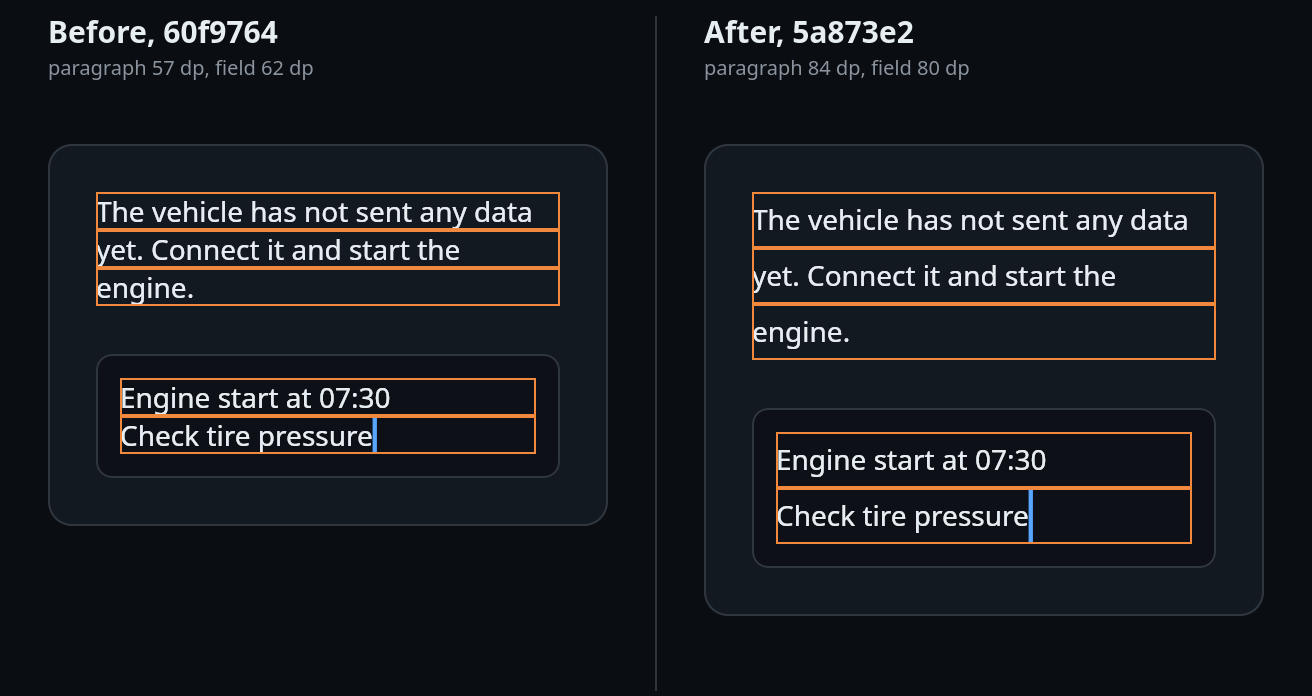 Before, 60f9764
paragraph 57 dp, field 62 dp
The vehicle has not sent any data
yet. Connect it and start the
engine.
Engine start at 07:30
Check tire pressure
After, 5a873e2
paragraph 84 dp, field 80 dp
The vehicle has not sent any data
yet. Connect it and start the
engine.
Engine start at 07:30
Check tire pressure